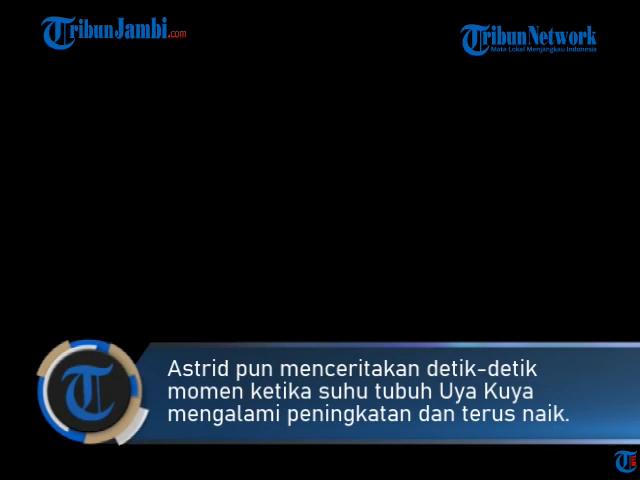 TribunJambi.com
TribunNetwork
Mata Lokal Menjangkau Indonesia
Astrid pun menceritakan detik-detik
momen ketika suhu tubuh Uya Kuya
mengalami peningkatan dan terus naik.